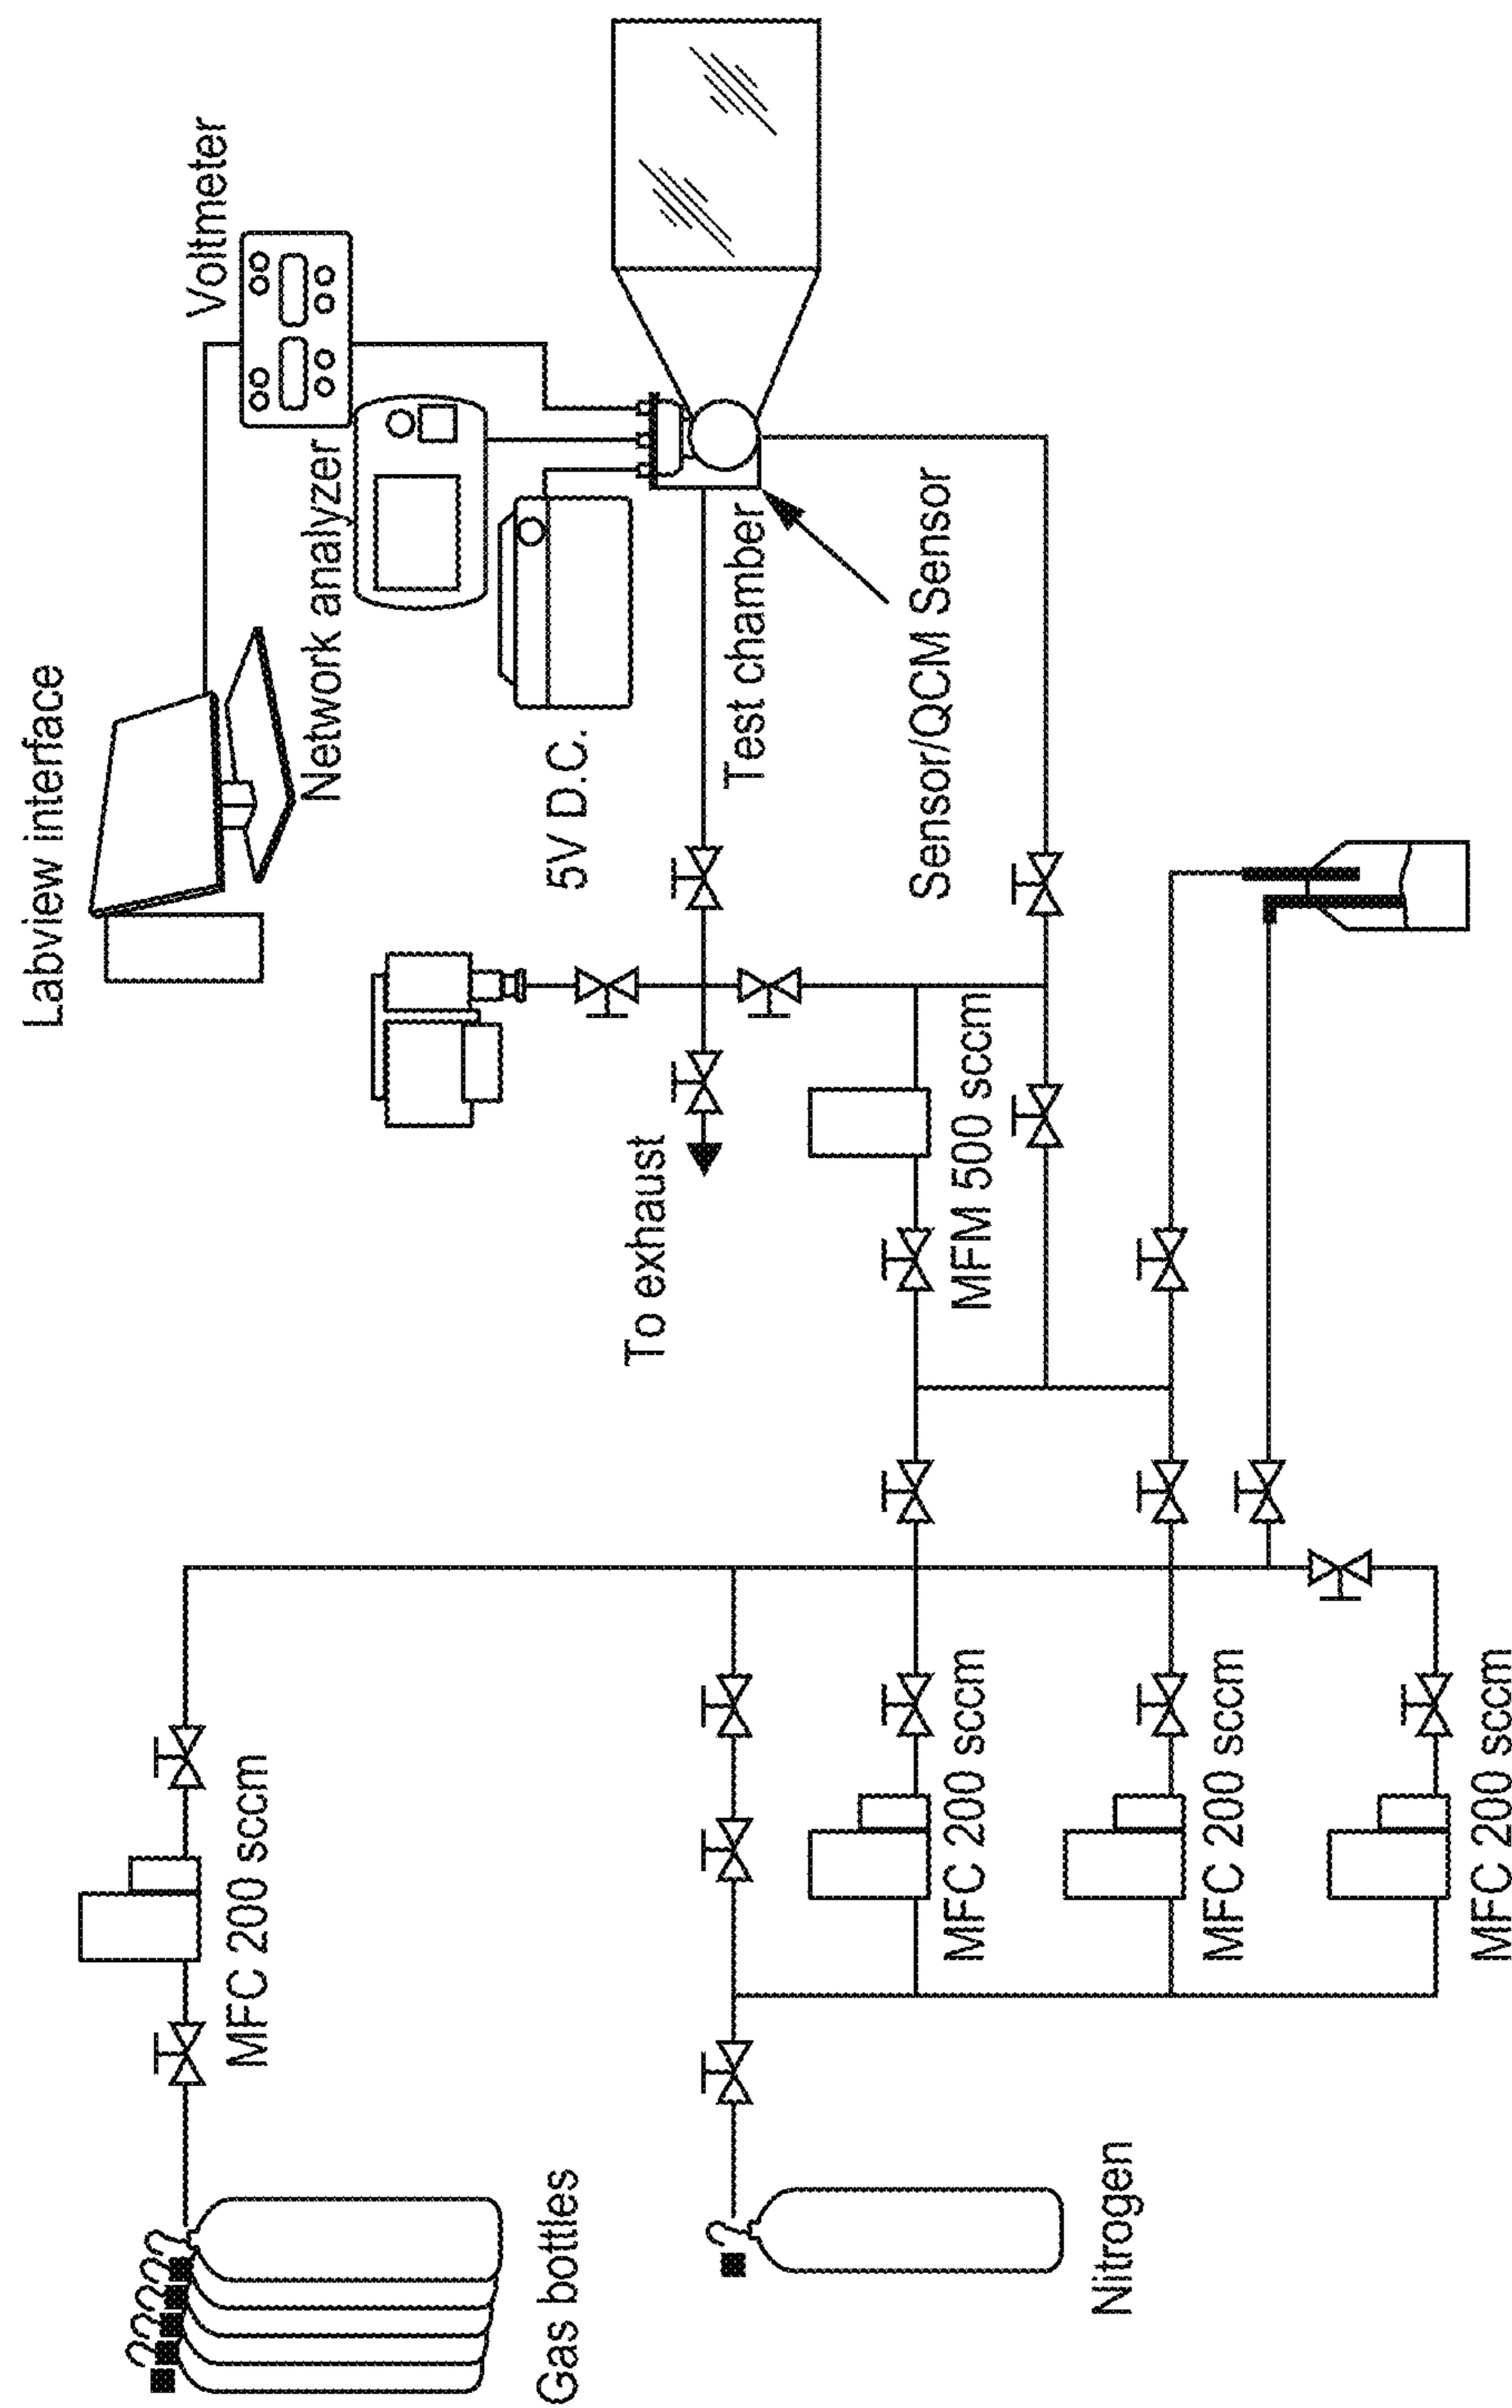 Labview interface
Voltmeter
Network analyzer
5V D.C.
Test chamber
Sensor/QCM Sensor
To exhaust
MFM 500 sccm
MFC 200 sccm
MFC 200 sccm
MFC 200 sccm
MFC 200 sccm
Gas bottles
Nitrogen